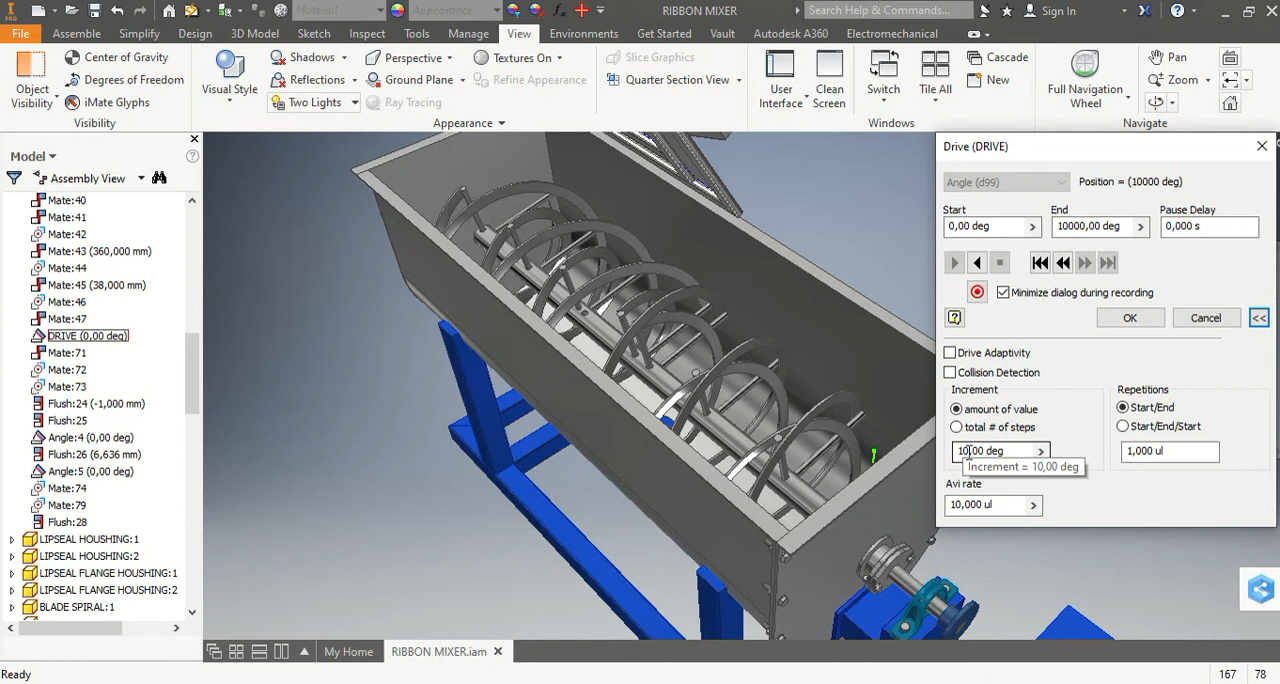 PRO
Material
Appearance
RIBBON MIXER
Search Help & Commands...
Sign In
File
Assemble
Simplify
Design
3D Model
Sketch
Inspect
Tools
Manage
View
Environments
Get Started
Vault
Autodesk A360
Electromechanical
Object Visibility
Center of Gravity
Degrees of Freedom
iMate Glyphs
Visibility
Visual Style
Shadows
Reflections
Two Lights
Perspective
Ground Plane
Ray Tracing
Textures On
Refine Appearance
Appearance
Slice Graphics
Quarter Section View
User Interface
Clean Screen
Switch
Tile All
Cascade
New
Windows
Full Navigation Wheel
Pan
Zoom
Navigate
Model
Assembly View
Mate:40
Mate:41
Mate:42
Mate:43 (360,000 mm)
Mate:44
Mate:45 (38,000 mm)
Mate:46
Mate:47
DRIVE (0,00 deg)
Mate:71
Mate:72
Mate:73
Flush:24 (-1,000 mm)
Flush:25
Angle:4 (0,00 deg)
Flush:26 (6,636 mm)
Angle:5 (0,00 deg)
Mate:74
Mate:79
Flush:28
LIPSEAL HOUSHING:1
LIPSEAL HOUSHING:2
LIPSEAL FLANGE HOUSHING:1
LIPSEAL FLANGE HOUSHING:2
BLADE SPIRAL:1
Drive (DRIVE)
Angle (d99)
Position = (10000 deg)
Start
End
Pause Delay
0,00 deg
10000,00 deg
0,000 s
Minimize dialog during recording
OK
Cancel
<<
Drive Adaptivity
Collision Detection
Increment
amount of value
total # of steps
10,00 deg
Increment = 10,00 deg
Repetitions
Start/End
Start/End/Start
1,000 ul
Avi rate
10,000 ul
My Home
RIBBON MIXER.iam
Ready
167
78